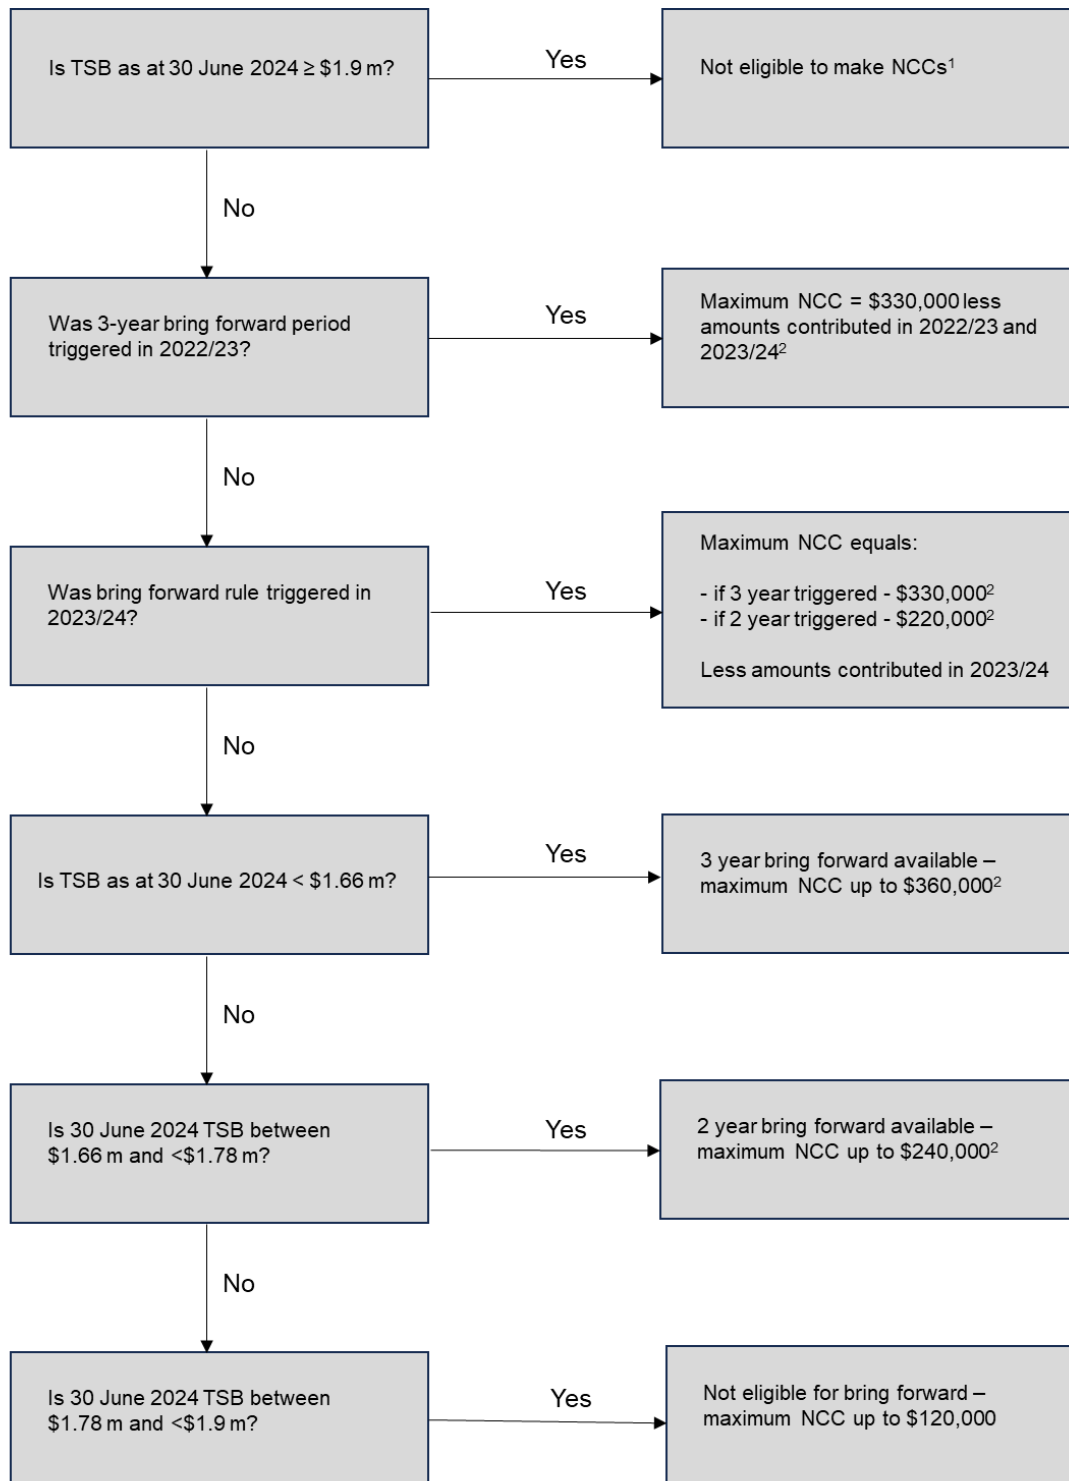 Is TSB as at 30 June 2024 ≥ $1.9 m?
Yes
Not eligible to make NCCs¹
No
Was 3-year bring forward period
triggered in 2022/23?
Yes
Maximum NCC = $330,000 less
amounts contributed in 2022/23 and
2023/24²
No
Was bring forward rule triggered in
2023/24?
Yes
Maximum NCC equals:
- if 3 year triggered - $330,000²
- if 2 year triggered - $220,000²
Less amounts contributed in 2023/24
No
Is TSB as at 30 June 2024 < $1.66 m?
Yes
3 year bring forward available –
maximum NCC up to $360,000²
No
Is 30 June 2024 TSB between
$1.66 m and <$1.78 m?
Yes
2 year bring forward available –
maximum NCC up to $240,000²
No
Is 30 June 2024 TSB between
$1.78 m and <$1.9 m?
Yes
Not eligible for bring forward –
maximum NCC up to $120,000